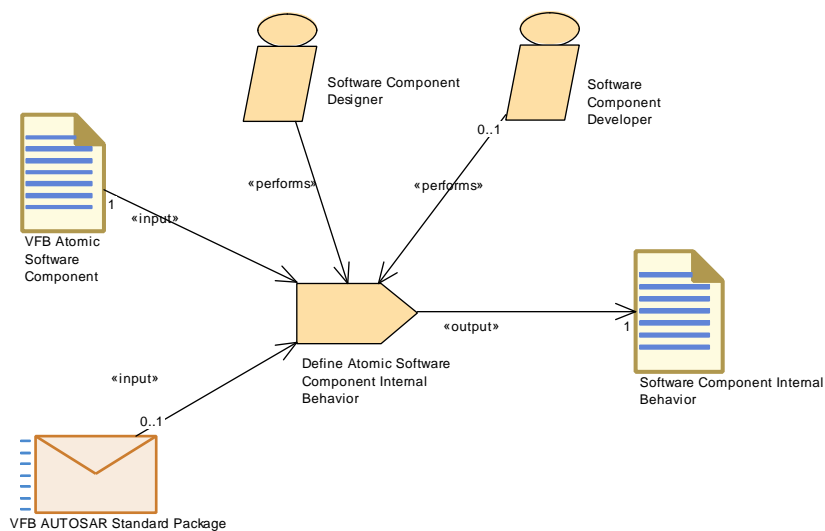 Software Component
Designer
Software
Component
Developer
0..1
«performs»
«performs»
1
«input»
VFB Atomic
Software
Component
«output»
1
Define Atomic Software
Component Internal
Behavior
Software Component Internal
Behavior
«input»
0..1
VFB AUTOSAR Standard Package